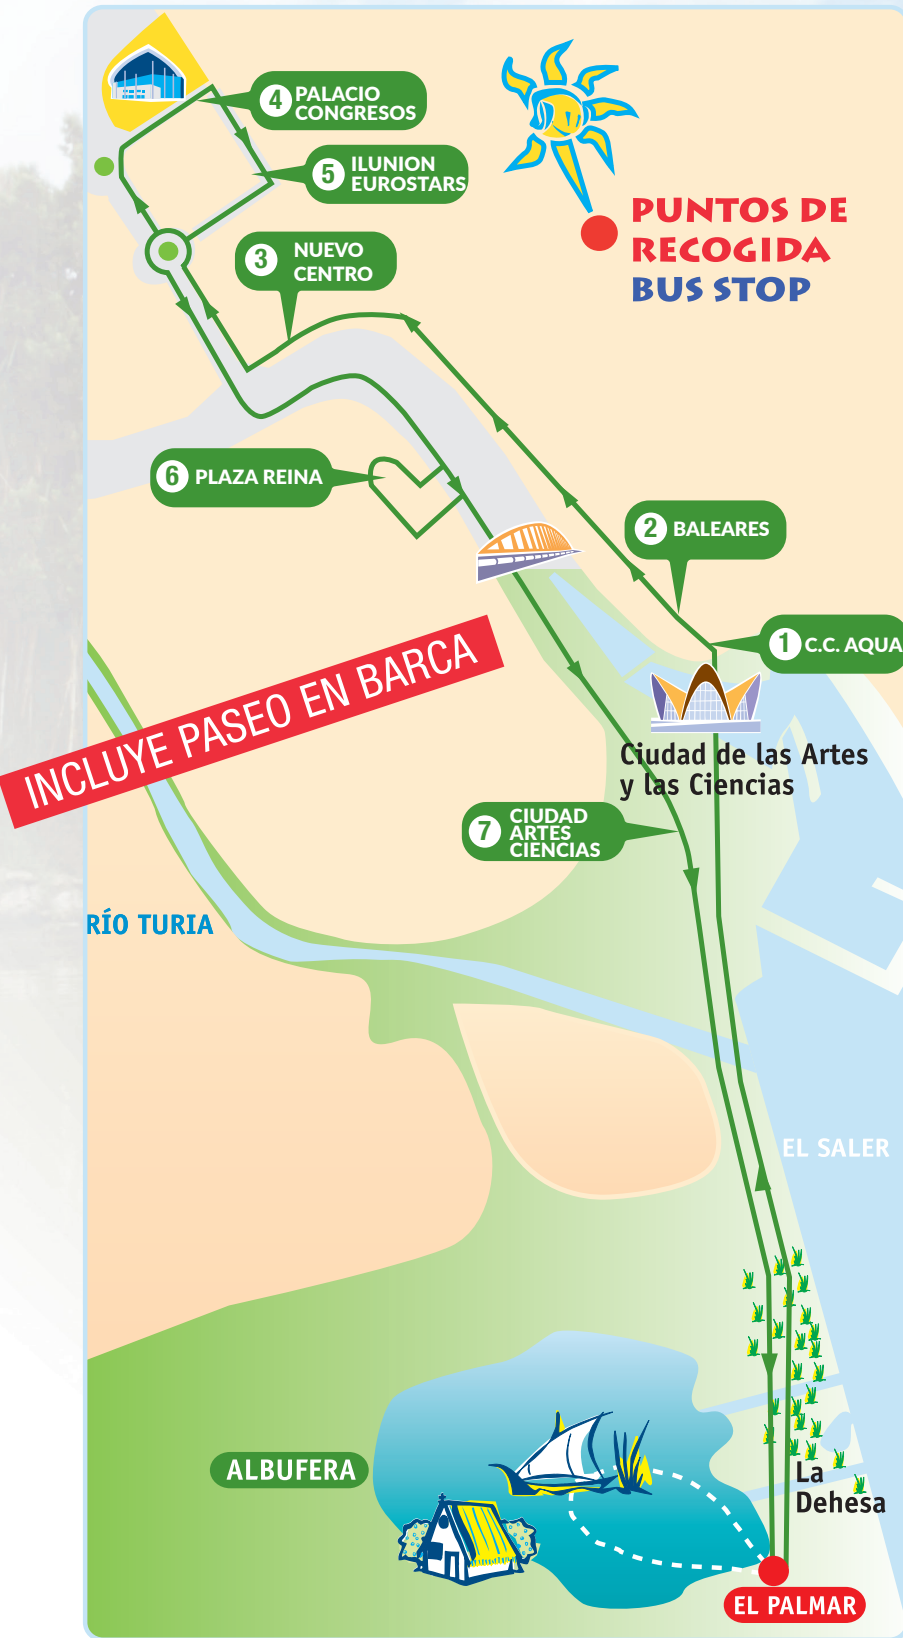 4 PALACIO
CONGRESOS
5 ILUNION
EUROSTARS
PUNTOS DE
RECOGIDA
BUS STOP
3 NUEVO
CENTRO
6 PLAZA REINA
2 BALEARES
1 C.C. AQUA
INCLUYE PASEO EN BARCA
Ciudad de las Artes
y las Ciencias
7 CIUDAD
ARTES
CIENCIAS
RÍO TURIA
EL SALER
ALBUFERA
La
Dehesa
EL PALMAR